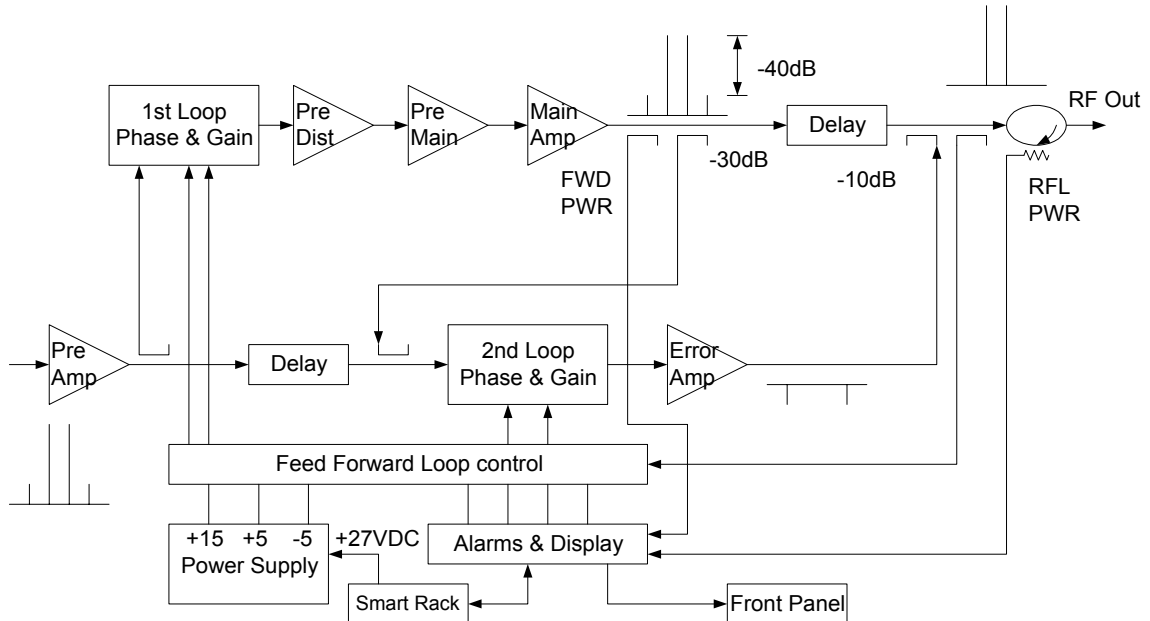 -40dB
1st Loop
Phase & Gain
Pre
Dist
Pre
Main
Main
Amp
Delay
RF Out
-30dB
-10dB
FWD
PWR
RFL
PWR
Pre
Amp
Delay
2nd Loop
Phase & Gain
Error
Amp
Feed Forward Loop control
+15 +5 -5
+27VDC
Power Supply
Alarms & Display
Smart Rack
Front Panel